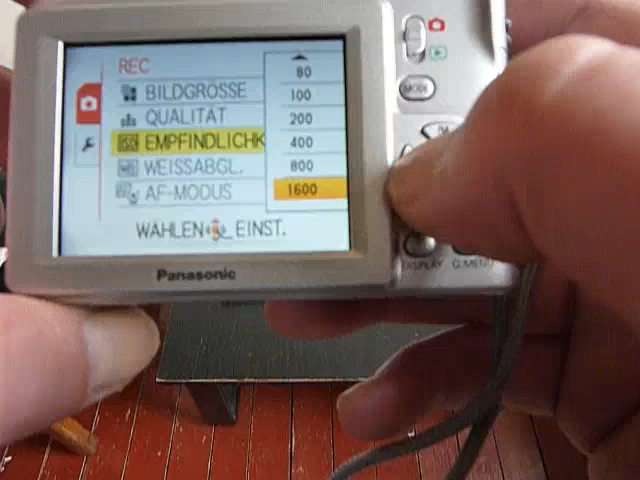 REC
BILDGRÖSSE
QUALITÄT
EMPFINDLICHK
WEISSABGL.
AF-MODUS
80
100
200
400
800
1600
WÄHLEN EINST.
Panasonic
MODE
DISPLAY